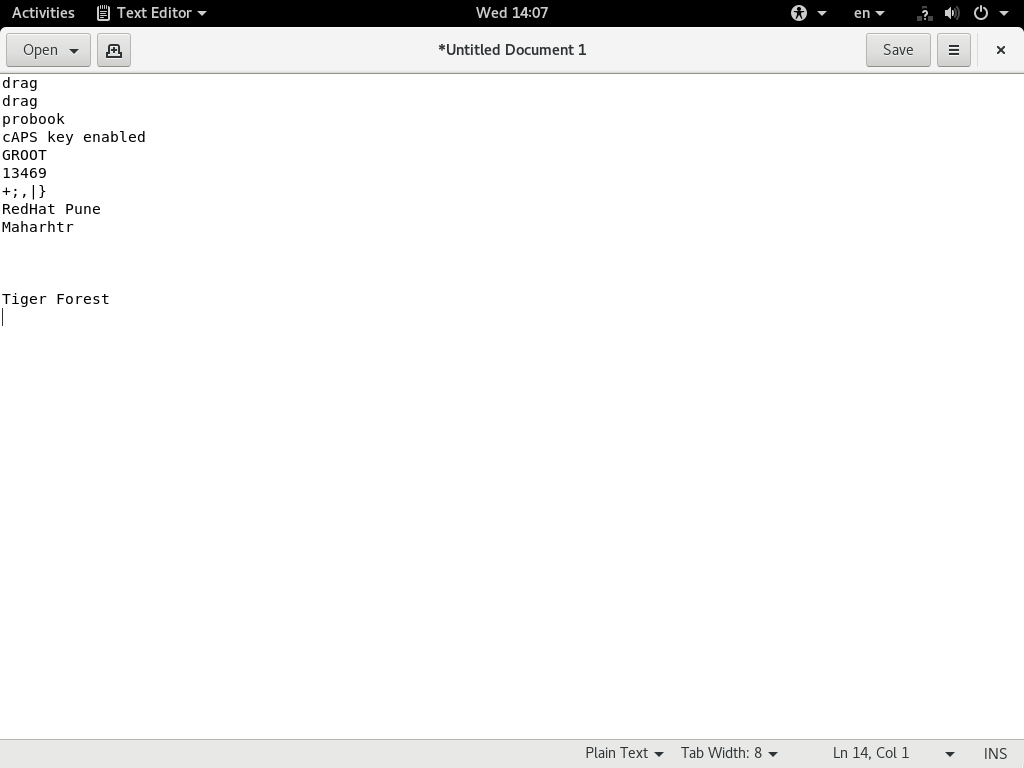 Activities Text Editor Wed 14:07 en
Open *Untitled Document 1 Save
drag
drag
probook
cAPS key enabled
GROOT
13469
+;,|}
RedHat Pune
Maharhtr
Tiger Forest
Plain Text Tab Width: 8 Ln 14, Col 1 INS